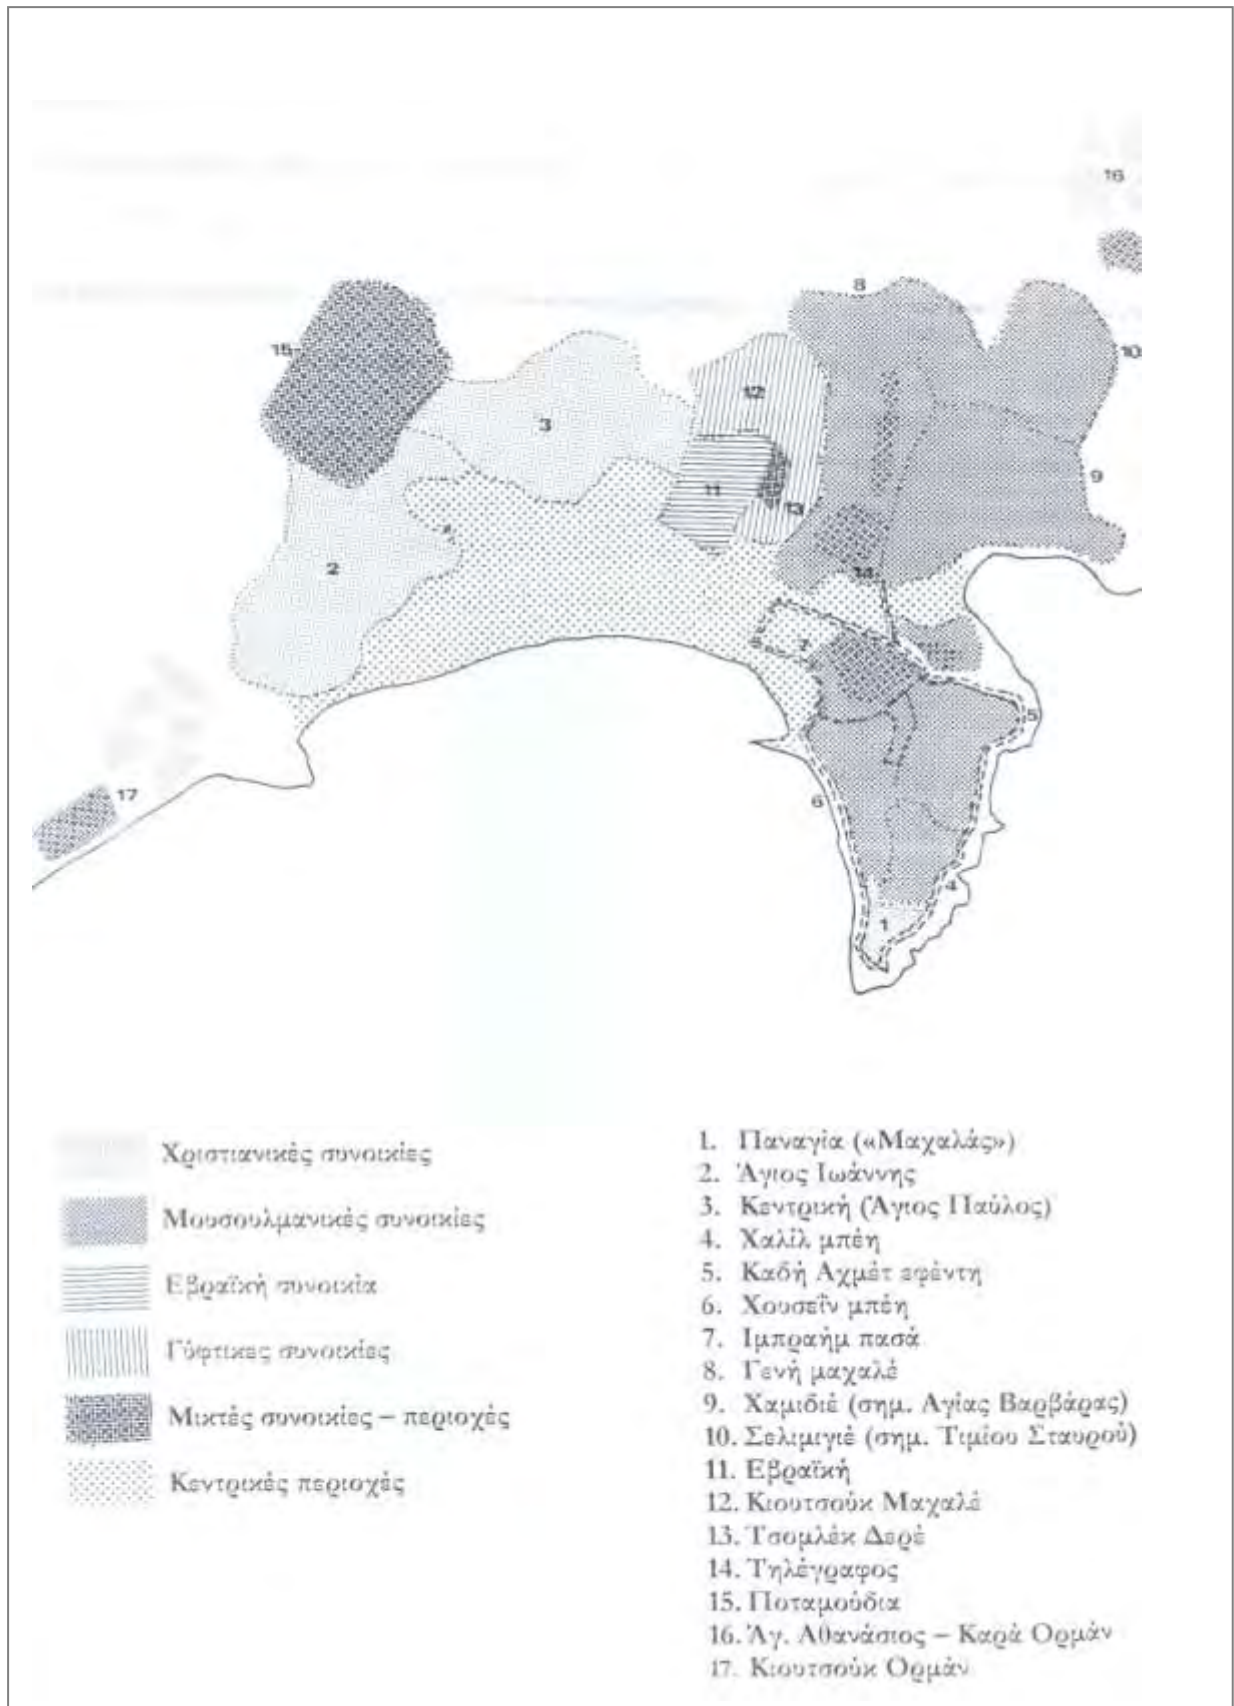 16
8
15
10
12
3
9
11
13
2
14
7
5
17
6
4
1
Χριστιανικές συνοικίες
Μουσουλμανικές συνοικίες
Εβραϊκή συνοικία
Γύφτικες συνοικίες
Μικτές συνοικίες – περιοχές
Κεντρικές περιοχές
1. Παναγία («Μαχαλάς»)
2. Άγιος Ιωάννης
3. Κεντρική (Άγιος Παύλος)
4. Χαλίλ μπέη
5. Καδή Αχμέτ εφέντη
6. Χουσεΐν μπέη
7. Ιμπραήμ πασά
8. Γενή μαχαλέ
9. Χαμιδιέ (σημ. Αγίας Βαρβάρας)
10. Σελιμιγιέ (σημ. Τιμίου Σταυρού)
11. Εβραϊκή
12. Κιουτσούκ Μαχαλέ
13. Τσομλέκ Δερέ
14. Τηλέγραφος
15. Ποταμούδια
16. Άγ. Αθανάσιος – Καρά Ορμάν
17. Κιουτσούκ Ορμάν